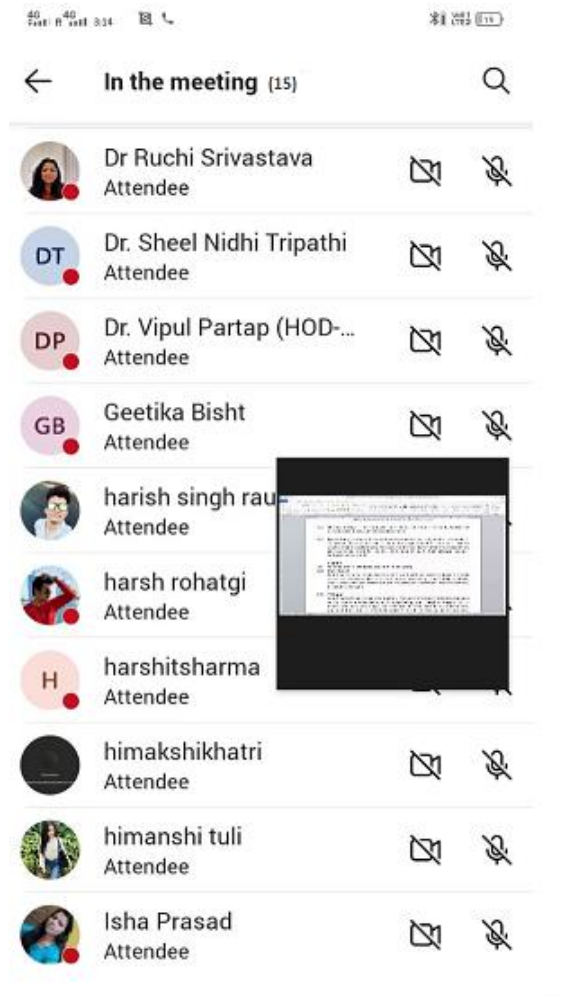 3:14
In the meeting (15)
Dr Ruchi Srivastava
Attendee
DT
Dr. Sheel Nidhi Tripathi
Attendee
DP
Dr. Vipul Partap (HOD-...
Attendee
GB
Geetika Bisht
Attendee
harish singh rau
Attendee
harsh rohatgi
Attendee
H
harshitsharma
Attendee
himakshikhatri
Attendee
himanshi tuli
Attendee
Isha Prasad
Attendee